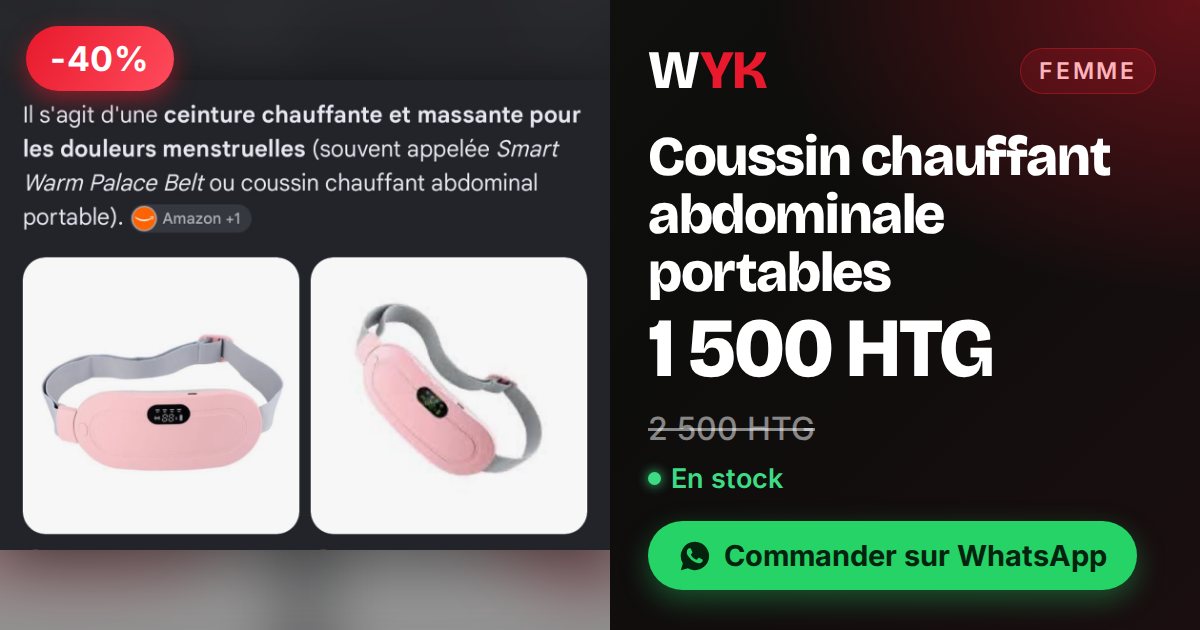 -40%
Il s'agit d'une ceinture chauffante et massante pour
les douleurs menstruelles (souvent appelée Smart
Warm Palace Belt ou coussin chauffant abdominal
portable). Amazon +1
WYK
FEMME
Coussin chauffant
abdominale
portables
1 500 HTG
2 500 HTG
En stock
Commander sur WhatsApp